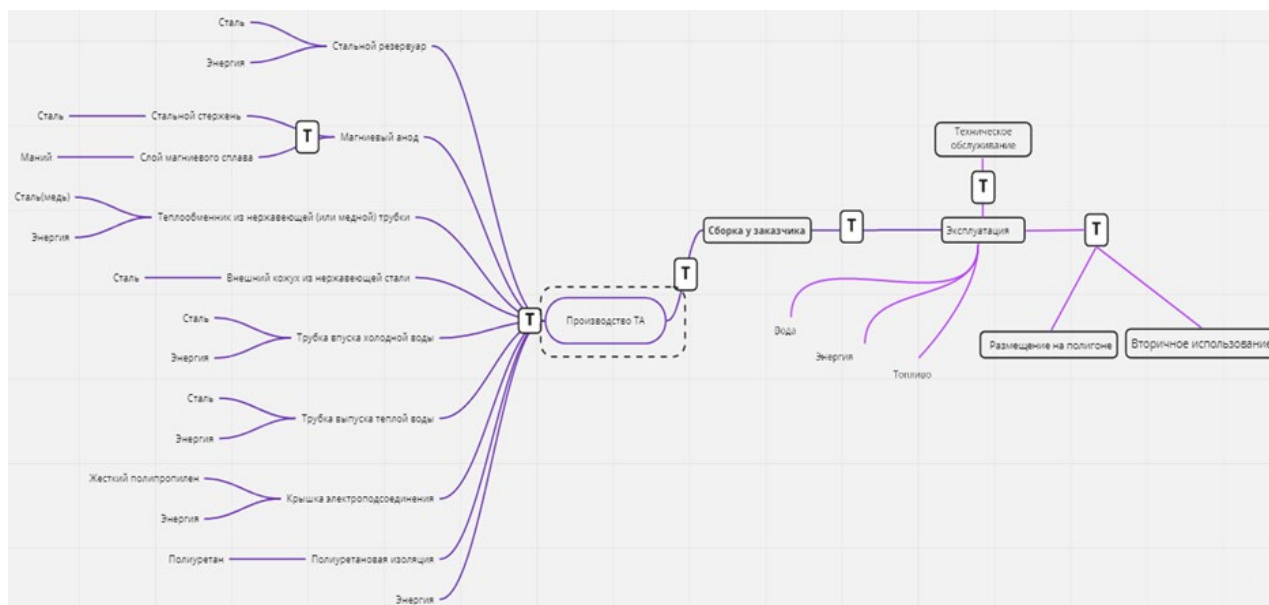 Сталь
Энергия
Стальной резервуар
Сталь
Стальной стержень
Маний
Слой магниевого сплава
Т
Магниевый анод
Сталь(медь)
Энергия
Теплообменник из нержавеющей (или медной) трубки
Сталь
Внешний кожух из нержавеющей стали
Сталь
Энергия
Трубка впуска холодной воды
Сталь
Энергия
Трубка выпуска теплой воды
Жесткий полипропилен
Энергия
Крышка электроподсоединения
Полиуретан
Полиуретановая изоляция
Энергия
Т
Производство ТА
Т
Сборка у заказчика
Т
Техническое
обслуживание
Т
Эксплуатация
Т
Вода
Энергия
Топливо
Размещение на полигоне
Вторичное использование